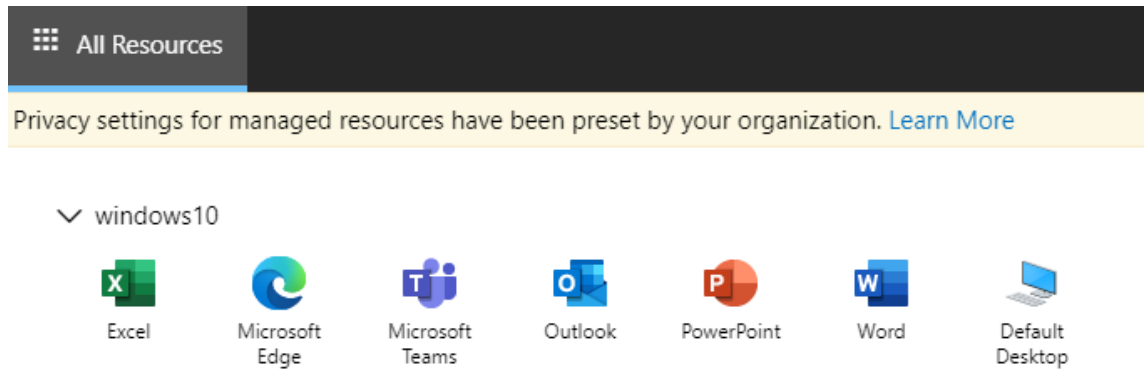 All Resources
Privacy settings for managed resources have been preset by your organization. Learn More
windows10
X
T
O
P
W
Excel
Microsoft
Edge
Microsoft
Teams
Outlook
PowerPoint
Word
Default
Desktop